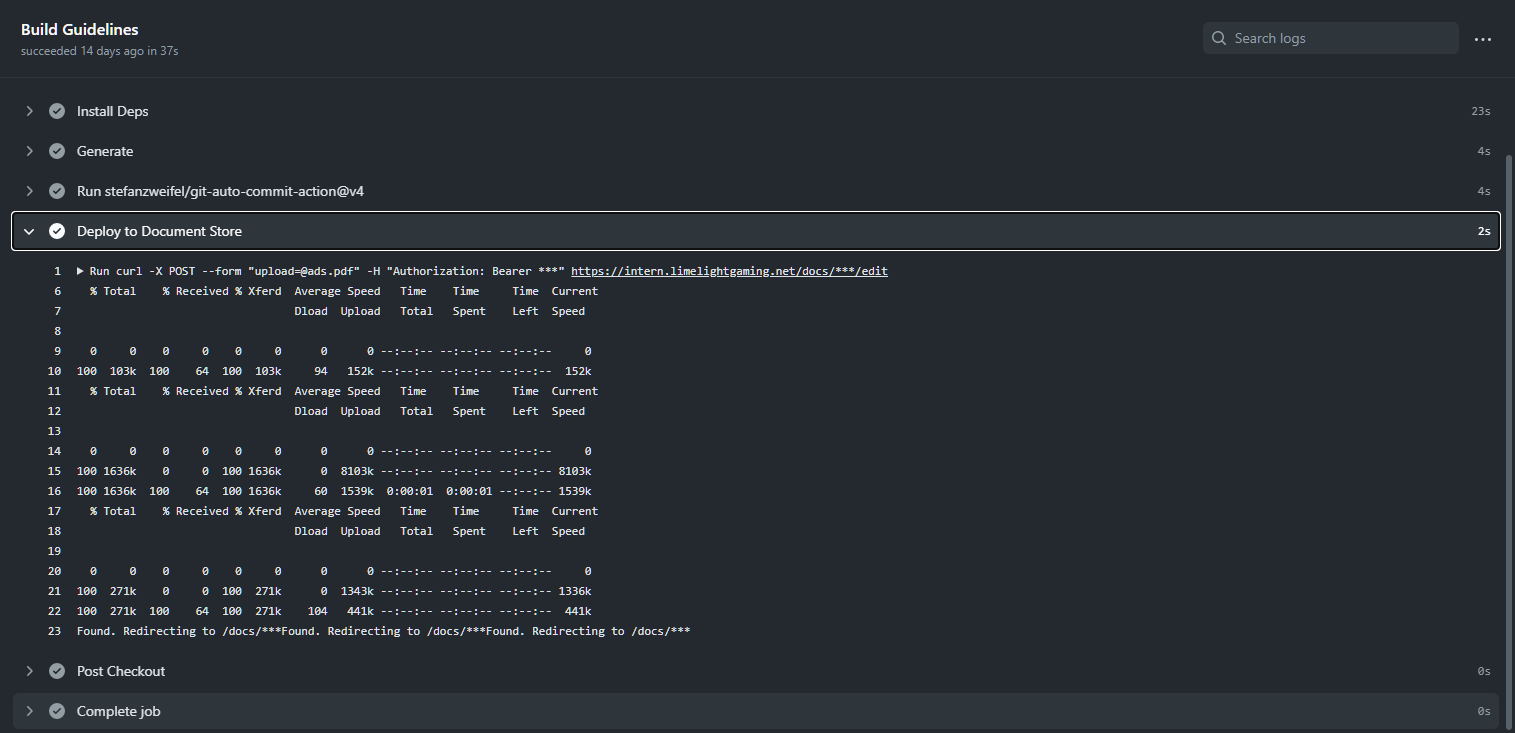 Build Guidelines
succeeded 14 days ago in 37s
Search logs
Install Deps 23s
Generate 4s
Run stefanzweifel/git-auto-commit-action@v4 4s
Deploy to Document Store 2s
1 Run curl -X POST --form "upload=@ads.pdf" -H "Authorization: Bearer ***" https://intern.limelightgaming.net/docs/***/edit
6 % Total % Received % Xferd Average Speed Time Time Time Current
7 Dload Upload Total Spent Left Speed
8
9 0 0 0 0 0 0 0 0 --:--:-- --:--:-- --:--:-- 0
10 100 103k 100 64 100 103k 94 152k --:--:-- --:--:-- --:--:-- 152k
11 % Total % Received % Xferd Average Speed Time Time Time Current
12 Dload Upload Total Spent Left Speed
13
14 0 0 0 0 0 0 0 0 --:--:-- --:--:-- --:--:-- 0
15 100 1636k 0 0 100 1636k 0 8103k --:--:-- --:--:-- --:--:-- 8103k
16 100 1636k 100 64 100 1636k 60 1539k 0:00:01 0:00:01 --:--:-- 1539k
17 % Total % Received % Xferd Average Speed Time Time Time Current
18 Dload Upload Total Spent Left Speed
19
20 0 0 0 0 0 0 0 0 --:--:-- --:--:-- --:--:-- 0
21 100 271k 0 0 100 271k 0 1343k --:--:-- --:--:-- --:--:-- 1336k
22 100 271k 100 64 100 271k 104 441k --:--:-- --:--:-- --:--:-- 441k
23 Found. Redirecting to /docs/***Found. Redirecting to /docs/***Found. Redirecting to /docs/***
Post Checkout 0s
Complete job 0s